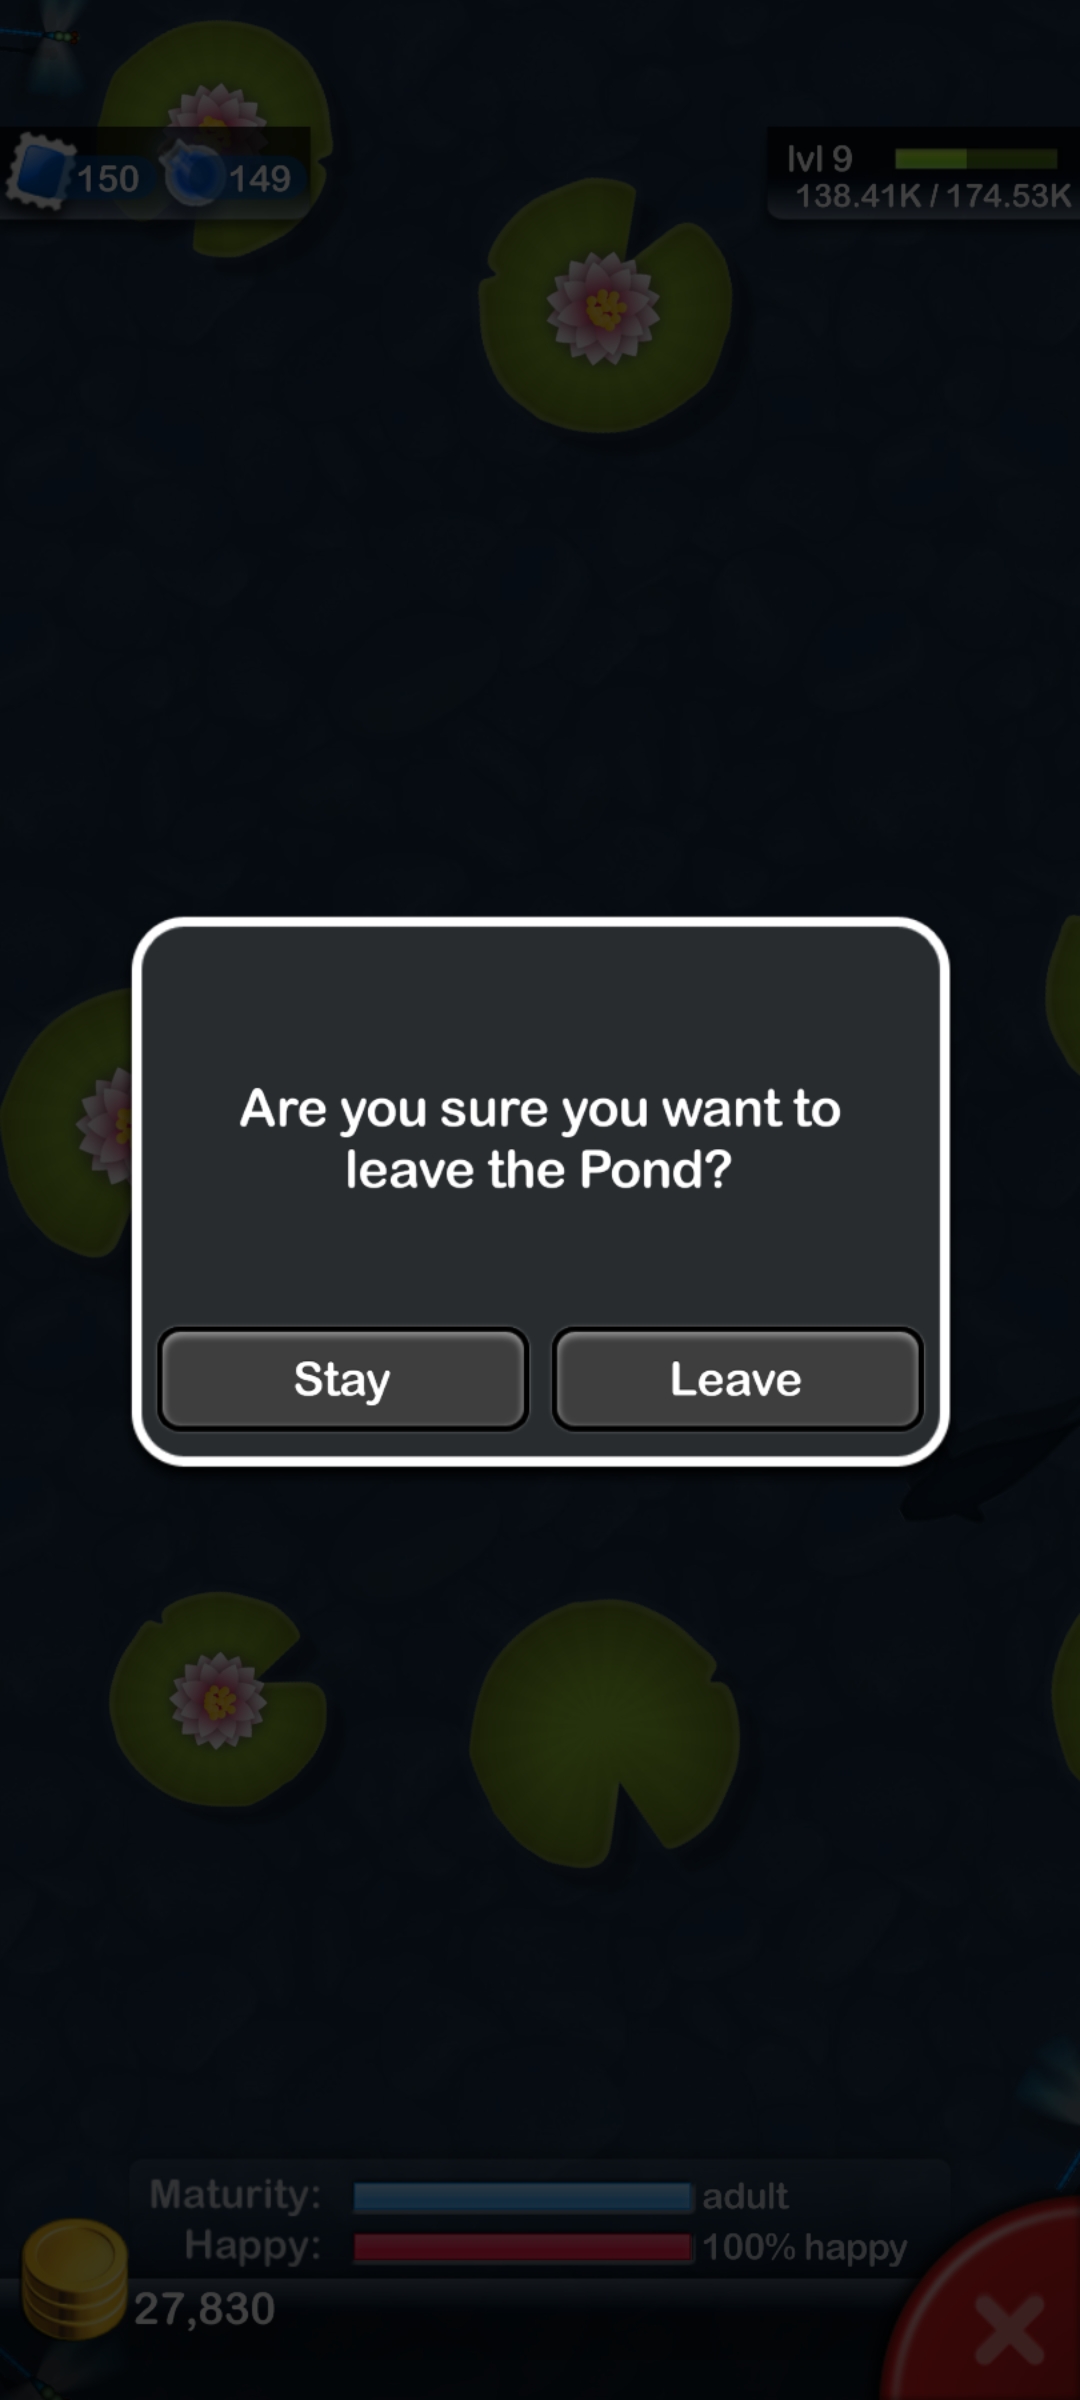 150 149
lvl 9
138.41K / 174.53K
Are you sure you want to
leave the Pond?
Stay Leave
Maturity: adult
Happy: 100% happy
27,830